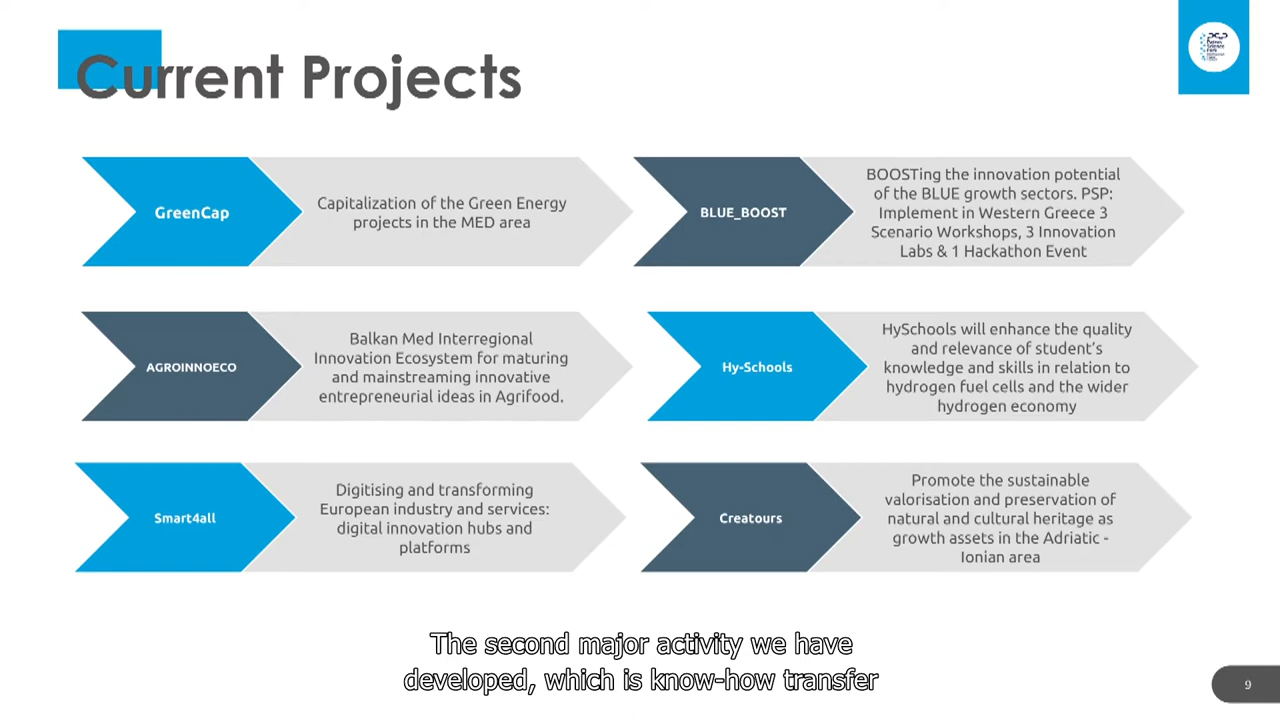 Current Projects
Patras
Science
Park
GreenCap
Capitalization of the Green Energy
projects in the MED area
BLUE_BOOST
BOOSTing the innovation potential
of the BLUE growth sectors. PSP:
Implement in Western Greece 3
Scenario Workshops, 3 Innovation
Labs & 1 Hackathon Event
AGROINNOECO
Balkan Med Interregional
Innovation Ecosystem for maturing
and mainstreaming innovative
entrepreneurial ideas in Agrifood.
Hy-Schools
HySchools will enhance the quality
and relevance of student's
knowledge and skills in relation to
hydrogen fuel cells and the wider
hydrogen economy
Smart4all
Digitising and transforming
European industry and services:
digital innovation hubs and
platforms
Creatours
Promote the sustainable
valorisation and preservation of
natural and cultural heritage as
growth assets in the Adriatic -
Ionian area
The second major activity we have
developed, which is know-how transfer
9